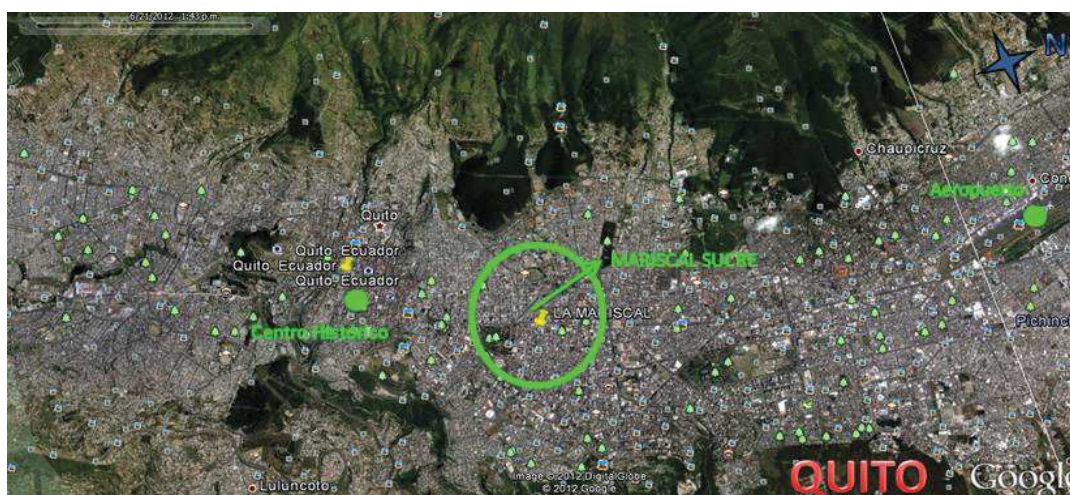 6/21/2012 1:43 p.m.
N
Chaupicruz
Aeropuerto
Quito
Quito, Ecuador
Quito, Ecuador
Quito, Ecuador
MARISCAL SUCRE
LA MARISCAL
Centro Histórico
Luluncoto
Image © 2012 DigitalGlobe
© 2012 Google
QUITO
Google